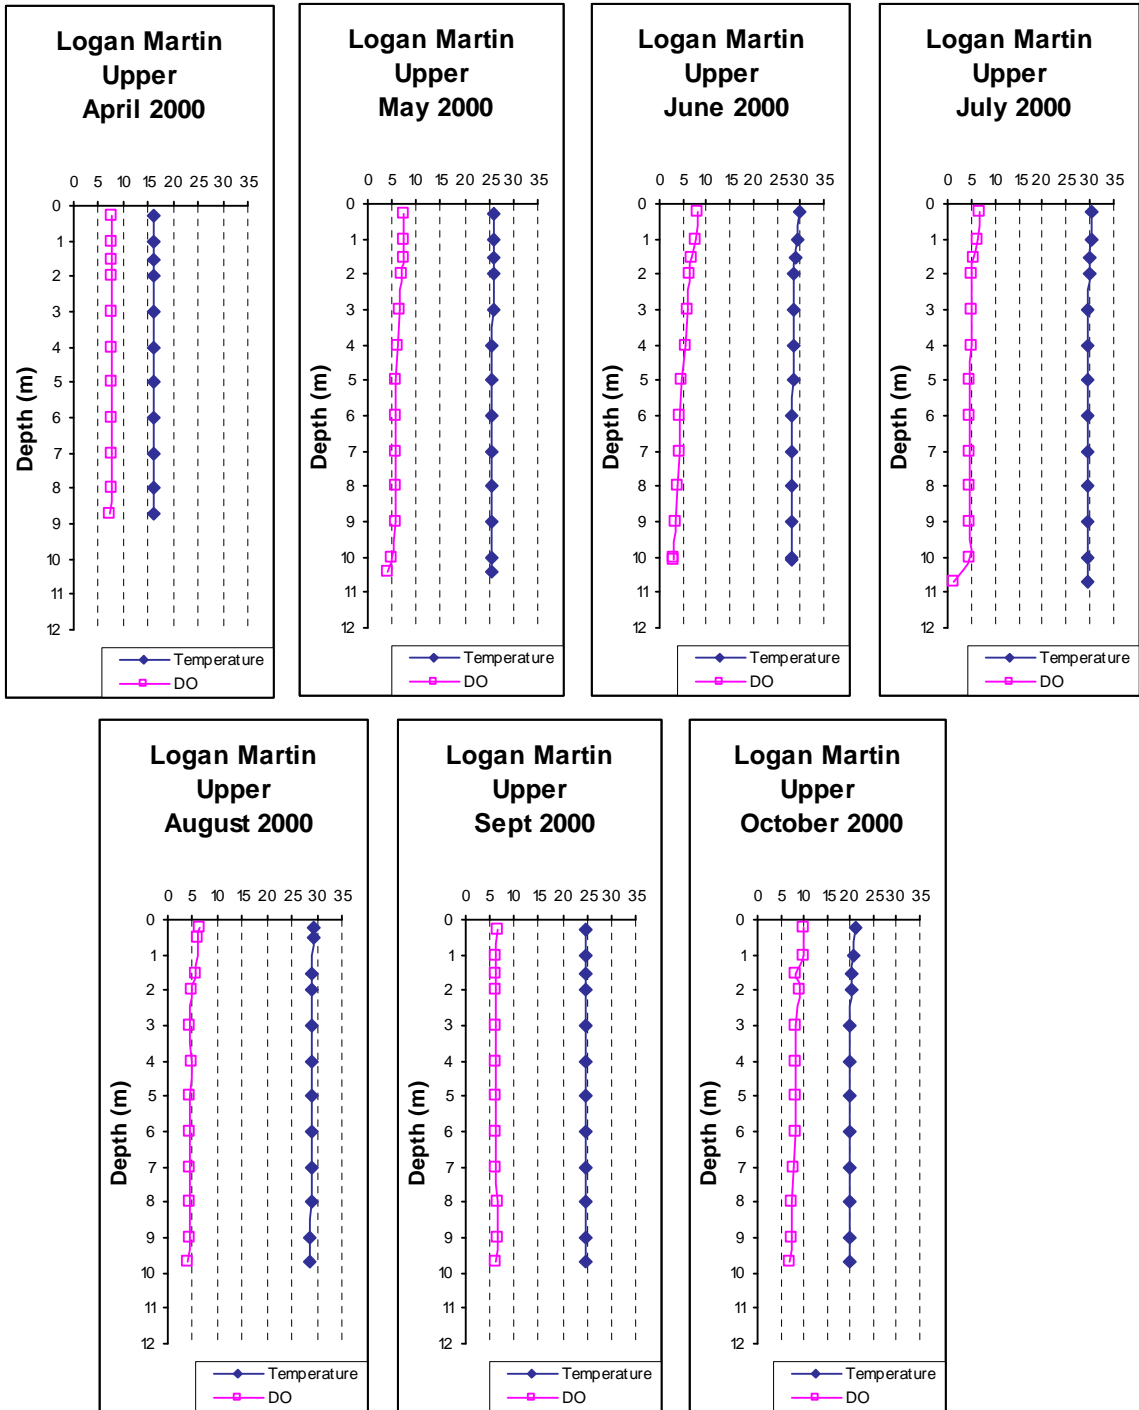 Logan Martin
Upper
April 2000
0 5 10 15 20 25 30 35
0
1
2
3
4
5
6
7
8
9
10
11
12
Depth (m)
Temperature
DO
Logan Martin
Upper
May 2000
0 5 10 15 20 25 30 35
0
1
2
3
4
5
6
7
8
9
10
11
12
Depth (m)
Temperature
DO
Logan Martin
Upper
June 2000
0 5 10 15 20 25 30 35
0
1
2
3
4
5
6
7
8
9
10
11
12
Depth (m)
Temperature
DO
Logan Martin
Upper
July 2000
0 5 10 15 20 25 30 35
0
1
2
3
4
5
6
7
8
9
10
11
12
Depth (m)
Temperature
DO
Logan Martin
Upper
August 2000
0 5 10 15 20 25 30 35
0
1
2
3
4
5
6
7
8
9
10
11
12
Depth (m)
Temperature
DO
Logan Martin
Upper
Sept 2000
0 5 10 15 20 25 30 35
0
1
2
3
4
5
6
7
8
9
10
11
12
Depth (m)
Temperature
DO
Logan Martin
Upper
October 2000
0 5 10 15 20 25 30 35
0
1
2
3
4
5
6
7
8
9
10
11
12
Depth (m)
Temperature
DO